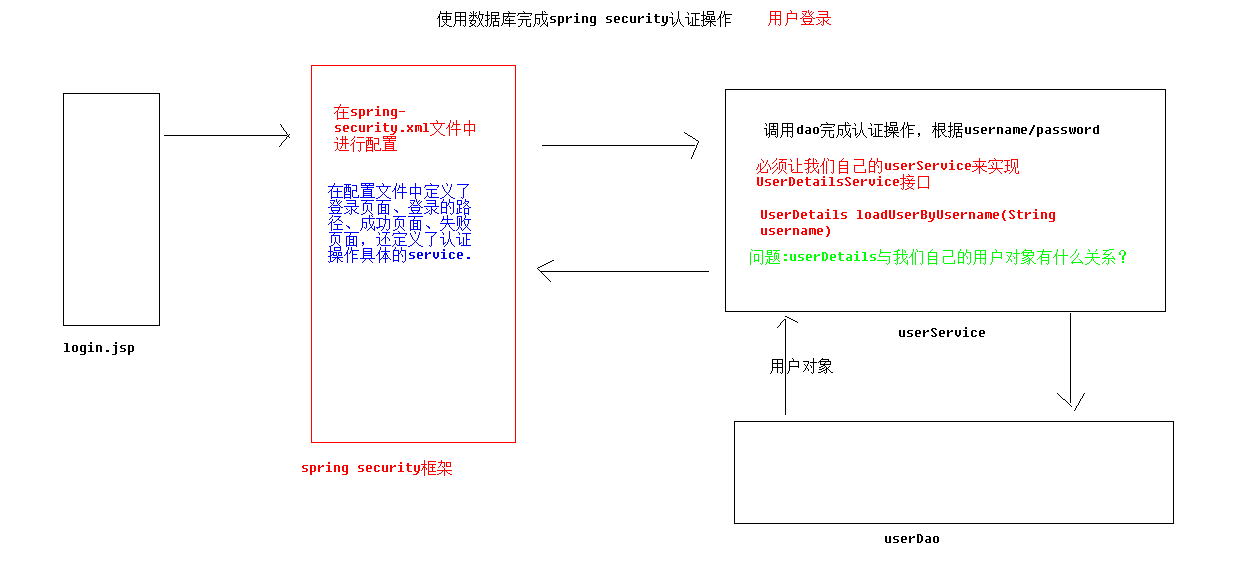 使用数据库完成spring security认证操作 用户登录
在spring-
security.xml文件中
进行配置
在配置文件中定义了
登录页面、登录的路
径、成功页面、失败
页面，还定义了认证
操作具体的service.
login.jsp
spring security框架
调用dao完成认证操作，根据username/password
必须让我们自己的userService来实现
UserDetailsService接口
UserDetails loadUserByUsername(String
username)
问题:userDetails与我们自己的用户对象有什么关系？
userService
用户对象
userDao